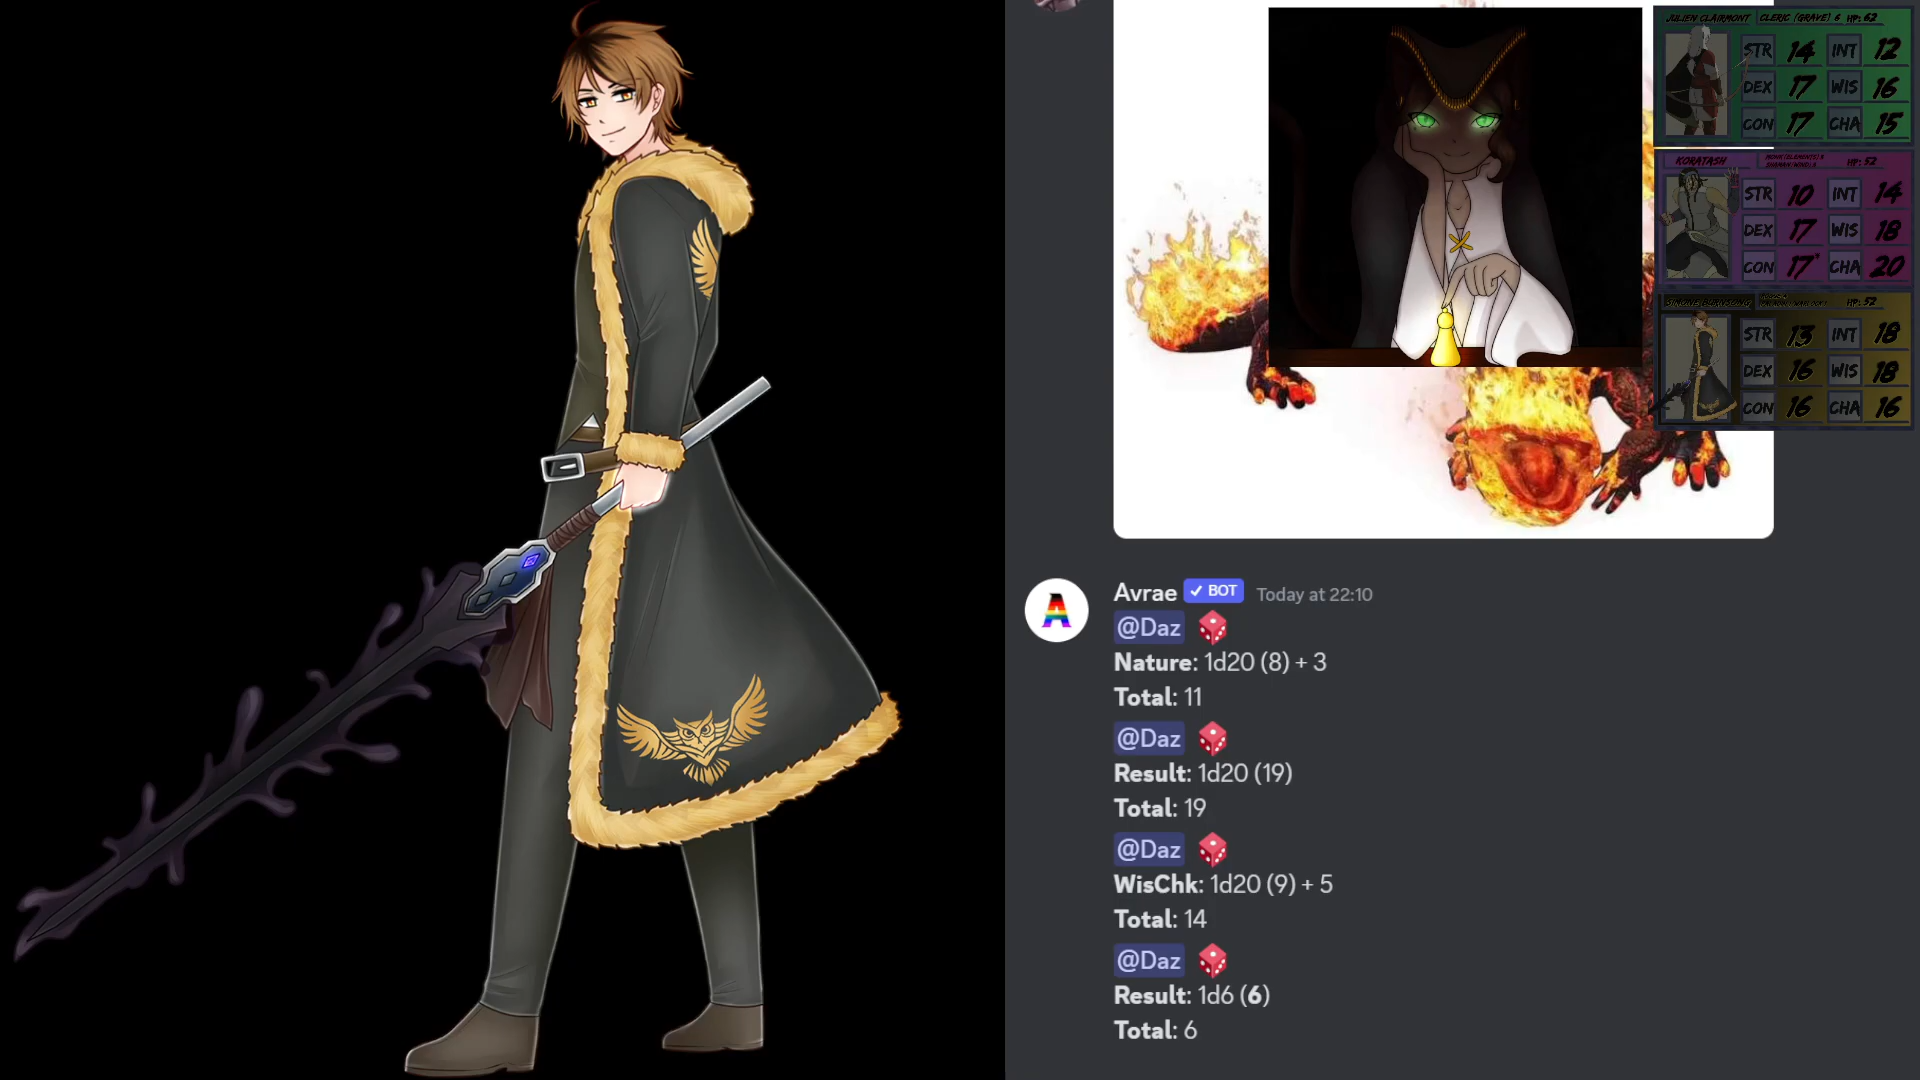 JULIEN CLAIRMONT CLERIC (GRAVE) 6 HP: 62
STR 14 INT 12
DEX 17 WIS 16
CON 17 CHA 15
KORATASH HP: 52
STR 10 INT 14
DEX 17 WIS 18
CON 17 CHA 20
HP: 52
STR 13 INT 18
DEX 16 WIS 18
CON 16 CHA 16
A Avrae BOT Today at 22:10
@Daz
Nature: 1d20 (8) + 3
Total: 11
@Daz
Result: 1d20 (19)
Total: 19
@Daz
WisChk: 1d20 (9) + 5
Total: 14
@Daz
Result: 1d6 (6)
Total: 6